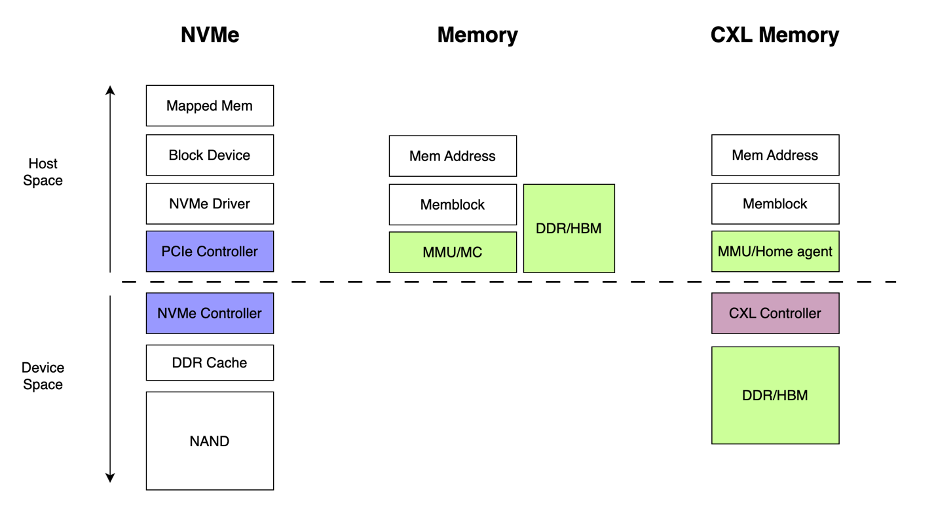 NVMe
Memory
CXL Memory
Host
Space
Device
Space
Mapped Mem
Block Device
NVMe Driver
PCIe Controller
NVMe Controller
DDR Cache
NAND
Mem Address
Memblock
MMU/MC
DDR/HBM
Mem Address
Memblock
MMU/Home agent
CXL Controller
DDR/HBM